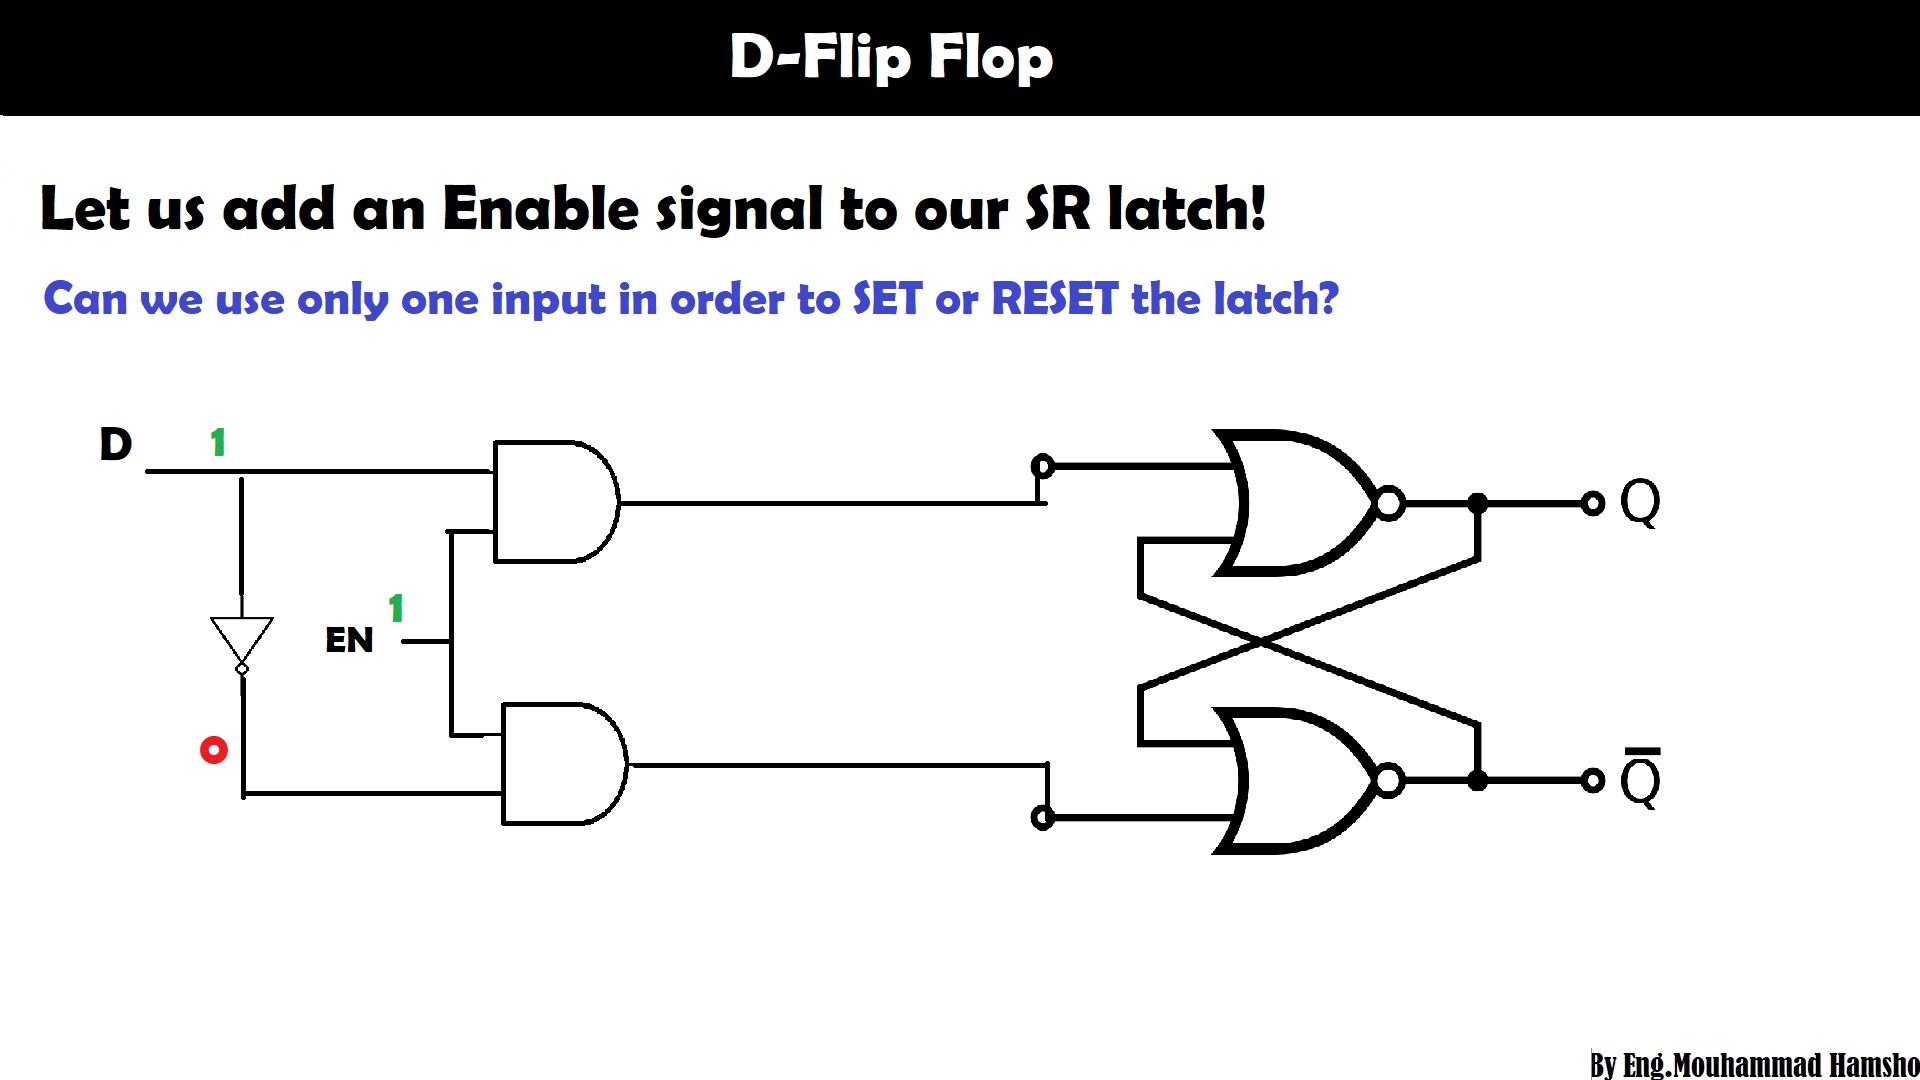 D-Flip Flop
Let us add an Enable signal to our SR latch!
Can we use only one input in order to SET or RESET the latch?
D 1
Q
1
EN
0
Q̅
By Eng.Mouhammad Hamsho